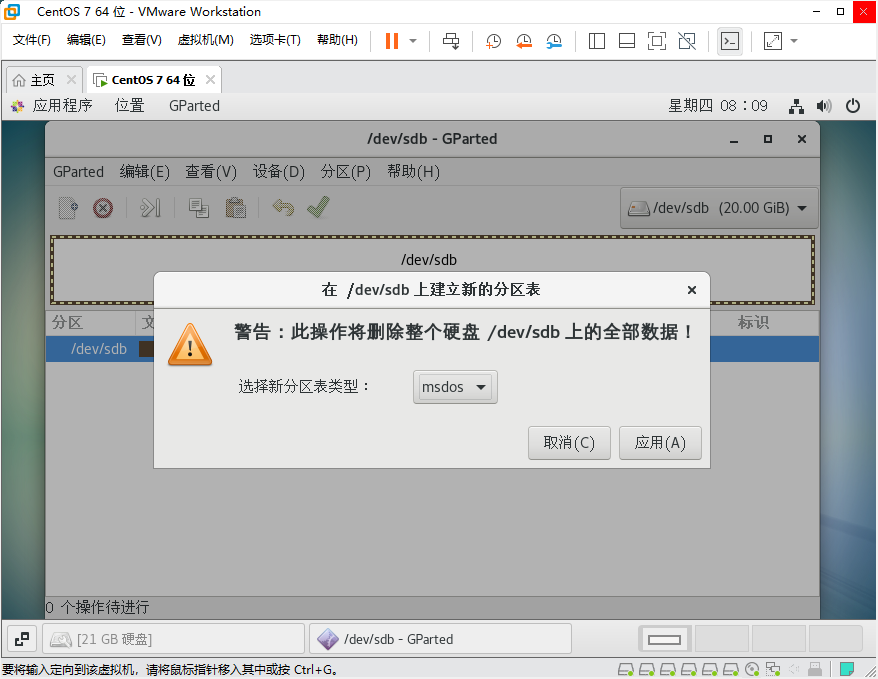 CentOS 7 64 位 - VMware Workstation
文件(F) 编辑(E) 查看(V) 虚拟机(M) 选项卡(T) 帮助(H)
主页 CentOS 7 64 位
应用程序 位置 GParted 星期四 08：09
/dev/sdb - GParted
GParted 编辑(E) 查看(V) 设备(D) 分区(P) 帮助(H)
/dev/sdb (20.00 GiB)
/dev/sdb
在 /dev/sdb 上建立新的分区表
分区 文 标识
警告：此操作将删除整个硬盘 /dev/sdb 上的全部数据！
/dev/sdb
选择新分区表类型： msdos
取消(C) 应用(A)
0 个操作待进行
[21 GB 硬盘] /dev/sdb - GParted
要将输入定向到该虚拟机，请将鼠标指针移入其中或按 Ctrl+G。